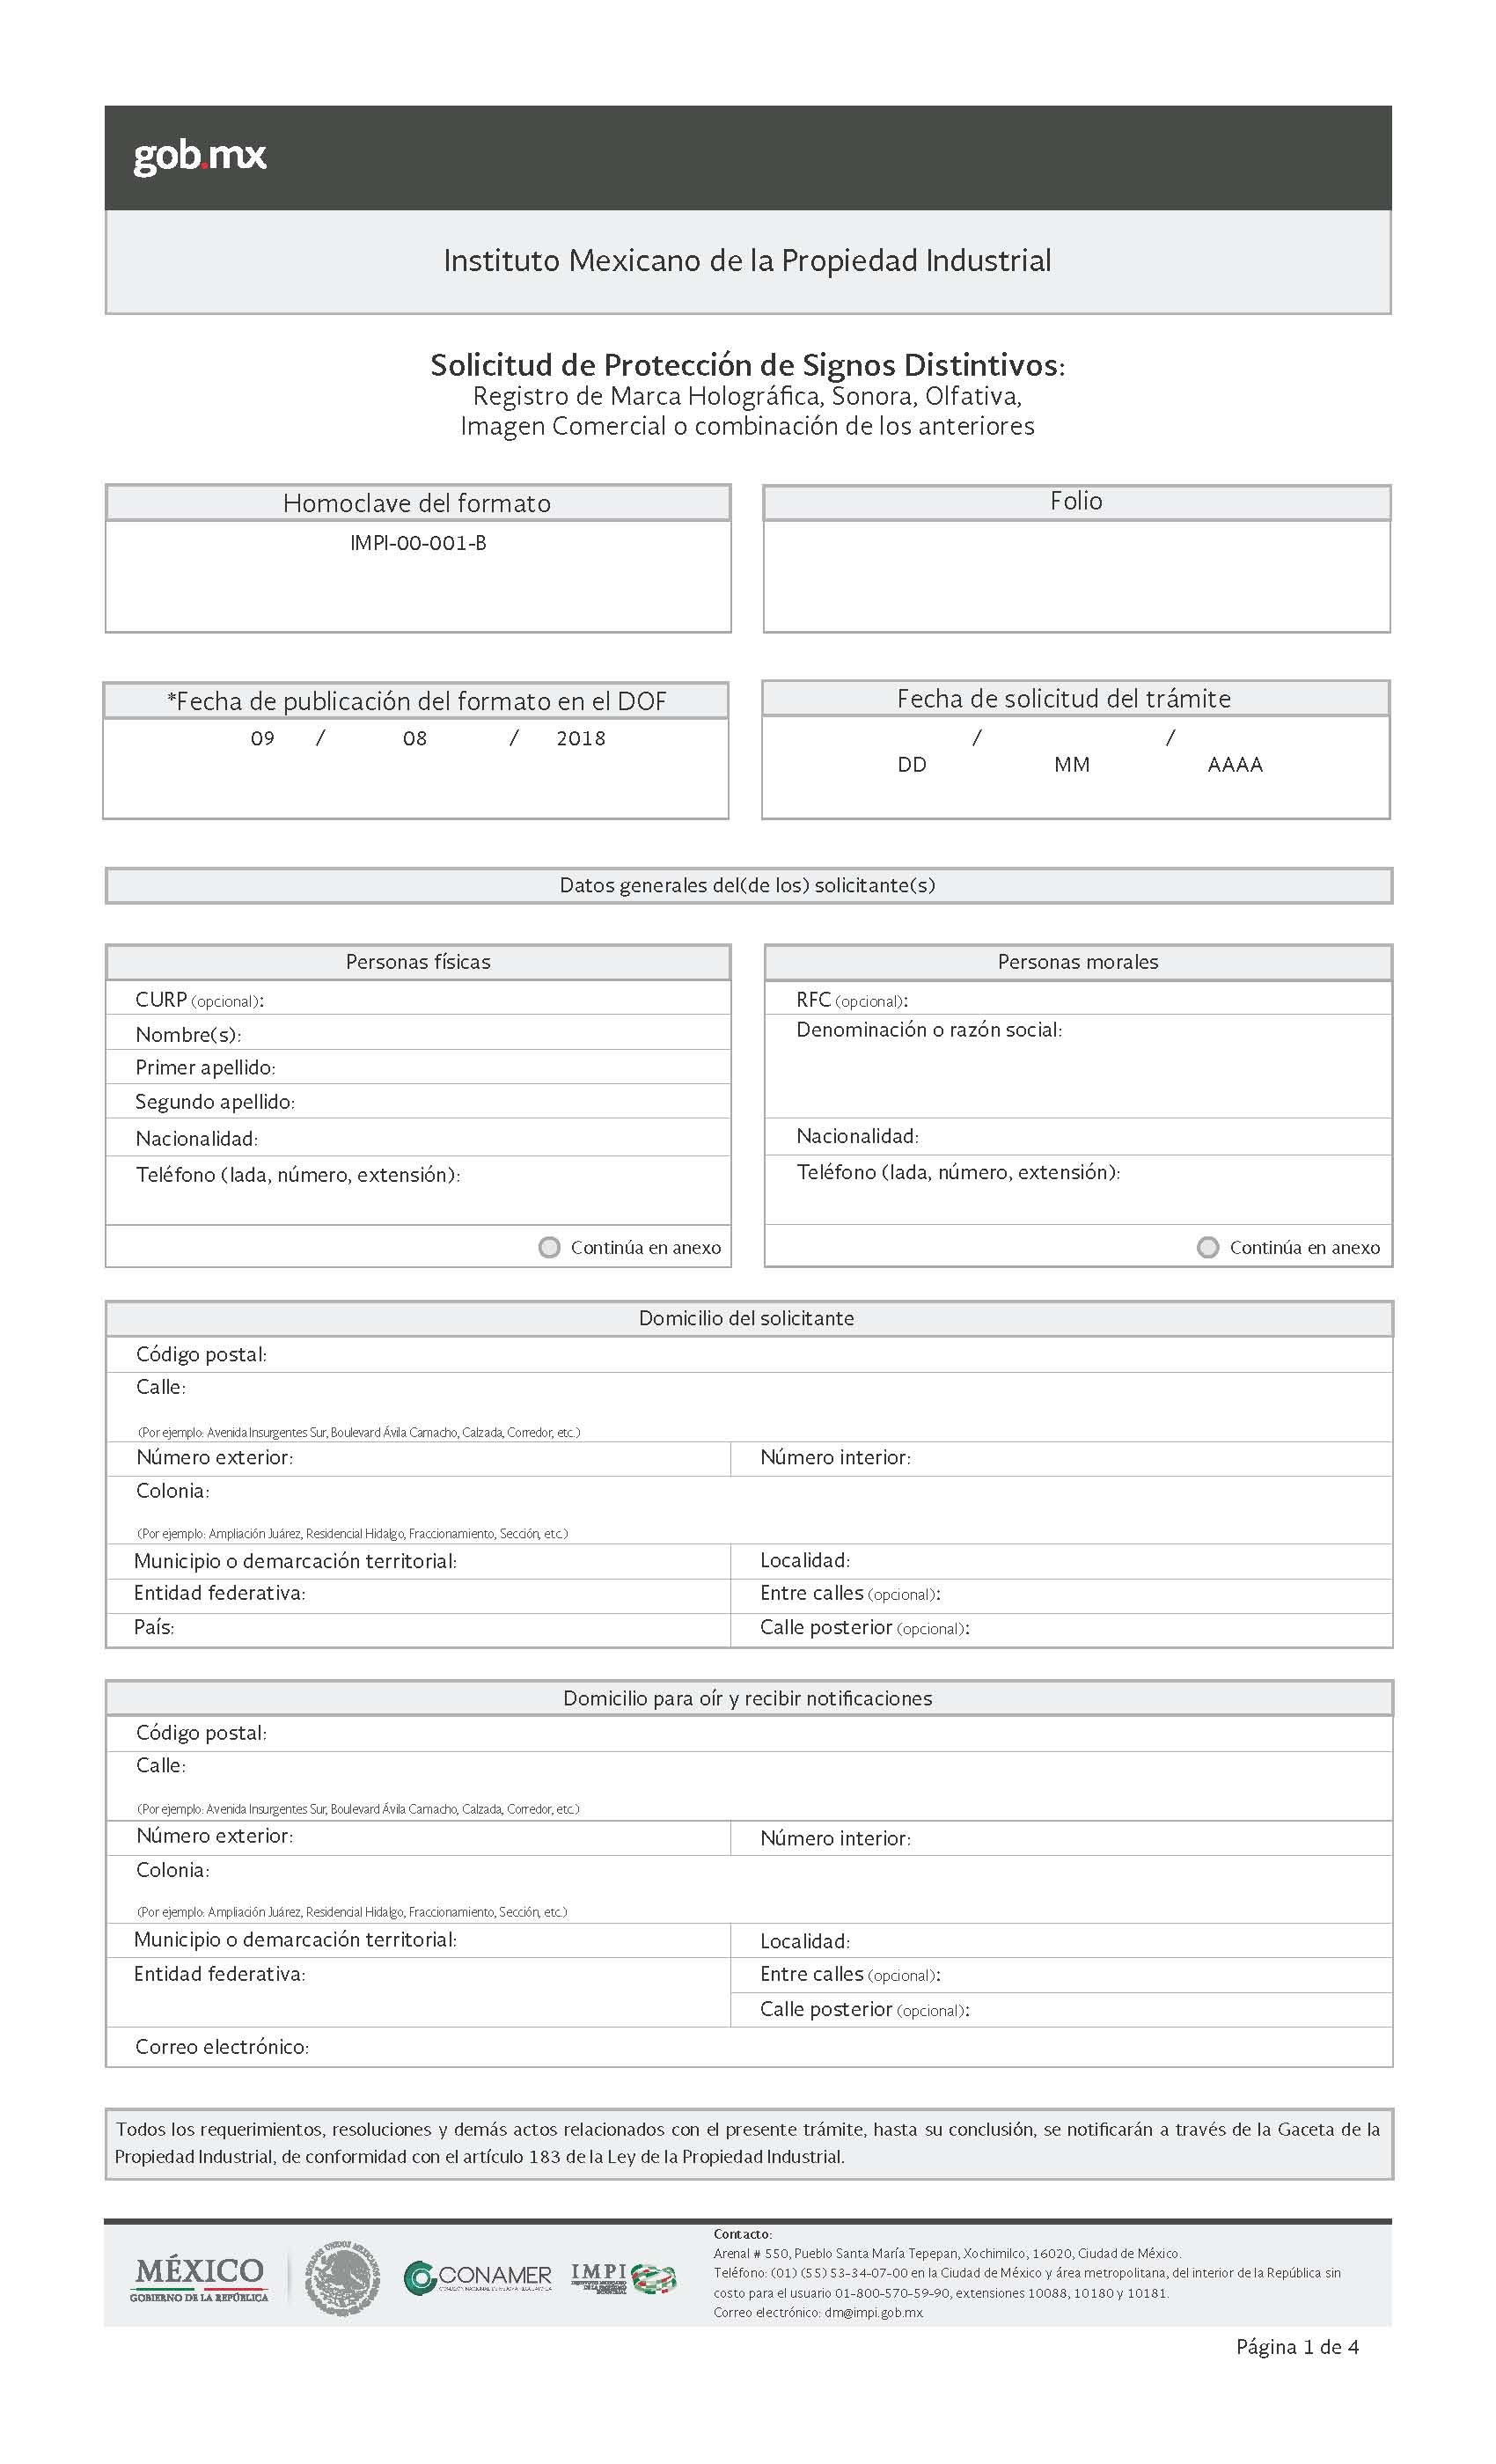 gob.mx
Instituto Mexicano de la Propiedad Industrial
Solicitud de Protección de Signos Distintivos:
Registro de Marca Holográfica, Sonora, Olfativa,
Imagen Comercial o combinación de los anteriores
Homoclave del formato
IMPI-00-001-B
Folio
*Fecha de publicación del formato en el DOF
09 / 08 / 2018
Fecha de solicitud del trámite
/ /
DD MM AAAA
Datos generales del(de los) solicitante(s)
Personas físicas
CURP (opcional):
Nombre(s):
Primer apellido:
Segundo apellido:
Nacionalidad:
Teléfono (lada, número, extensión):
Continúa en anexo
Personas morales
RFC (opcional):
Denominación o razón social:
Nacionalidad:
Teléfono (lada, número, extensión):
Continúa en anexo
Domicilio del solicitante
Código postal:
Calle:
(Por ejemplo: Avenida Insurgentes Sur, Boulevard Ávila Camacho, Calzada, Corredor, etc.)
Número exterior: Número interior:
Colonia:
(Por ejemplo: Ampliación Juárez, Residencial Hidalgo, Fraccionamiento, Sección, etc.)
Municipio o demarcación territorial: Localidad:
Entidad federativa: Entre calles (opcional):
País: Calle posterior (opcional):
Domicilio para oír y recibir notificaciones
Código postal:
Calle:
(Por ejemplo: Avenida Insurgentes Sur, Boulevard Ávila Camacho, Calzada, Corredor, etc.)
Número exterior: Número interior:
Colonia:
(Por ejemplo: Ampliación Juárez, Residencial Hidalgo, Fraccionamiento, Sección, etc.)
Municipio o demarcación territorial: Localidad:
Entidad federativa: Entre calles (opcional):
Calle posterior (opcional):
Correo electrónico:
Todos los requerimientos, resoluciones y demás actos relacionados con el presente trámite, hasta su conclusión, se notificarán a través de la Gaceta de la
Propiedad Industrial, de conformidad con el artículo 183 de la Ley de la Propiedad Industrial.
MÉXICO
GOBIERNO DE LA REPÚBLICA
CONAMER
IMPI
Contacto:
Arenal # 550, Pueblo Santa María Tepepan, Xochimilco, 16020, Ciudad de México.
Teléfono: (01) (55) 53-34-07-00 en la Ciudad de México y área metropolitana, del interior de la República sin
costo para el usuario 01-800-570-59-90, extensiones 10088, 10180 y 10181.
Correo electrónico: dm@impi.gob.mx
Página 1 de 4